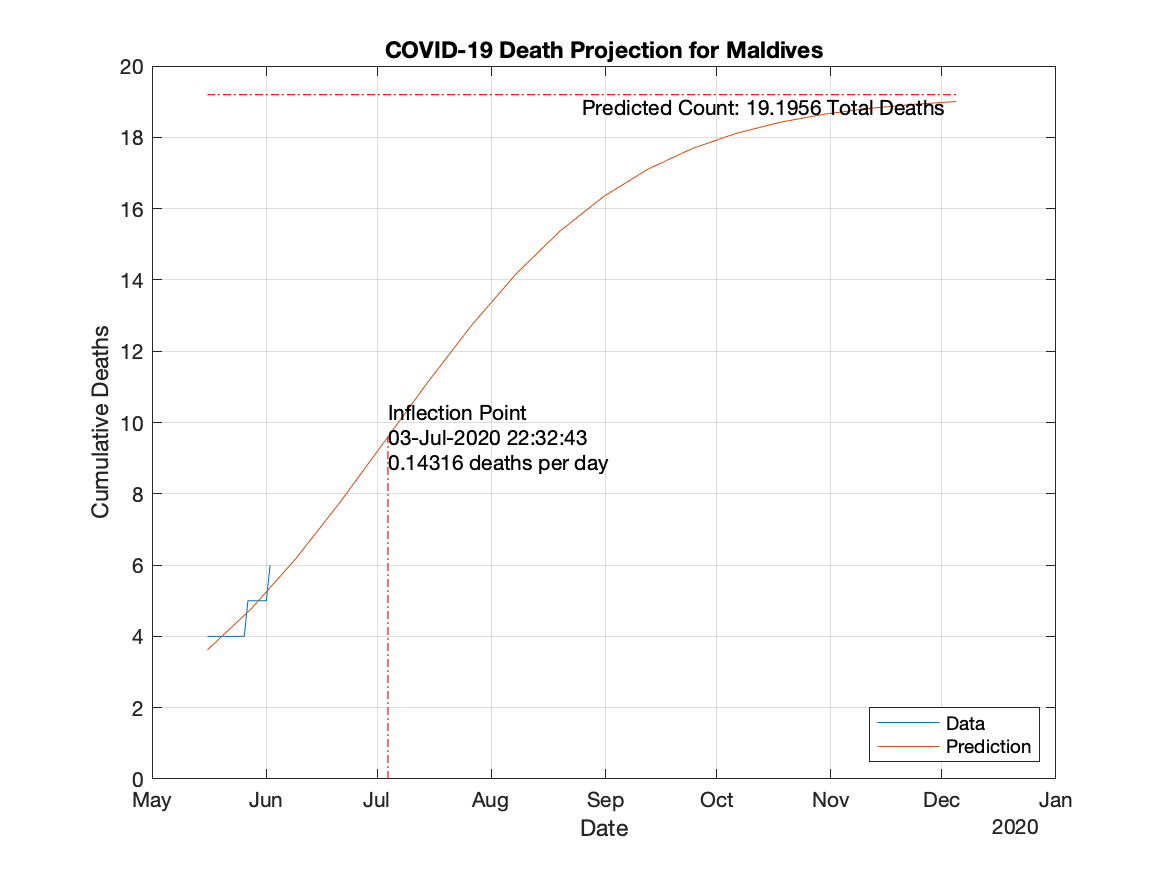 COVID-19 Death Projection for Maldives
20
18
16
14
12
10
8
6
4
2
0
Cumulative Deaths
Predicted Count: 19.1956 Total Deaths
Inflection Point
03-Jul-2020 22:32:43
0.14316 deaths per day
Data
Prediction
May Jun Jul Aug Sep Oct Nov Dec Jan
Date
2020